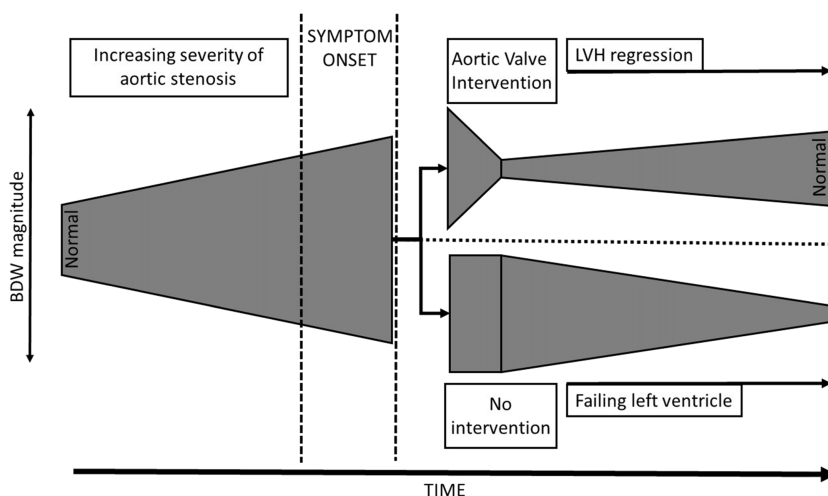 Increasing severity of
aortic stenosis
SYMPTOM
ONSET
Aortic Valve
Intervention
LVH regression
BDW magnitude
Normal
Normal
No
intervention
Failing left ventricle
TIME